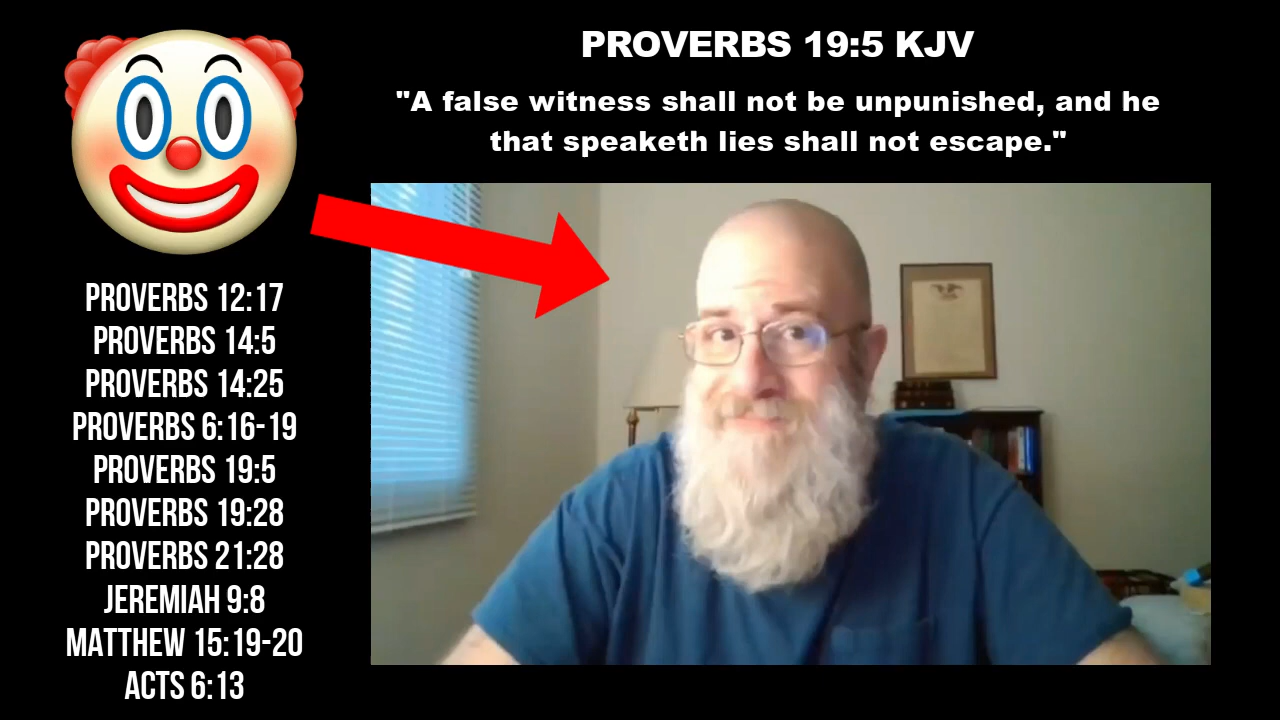 PROVERBS 19:5 KJV
"A false witness shall not be unpunished, and he
that speaketh lies shall not escape."
PROVERBS 12:17
PROVERBS 14:5
PROVERBS 14:25
PROVERBS 6:16-19
PROVERBS 19:5
PROVERBS 19:28
PROVERBS 21:28
JEREMIAH 9:8
MATTHEW 15:19-20
ACTS 6:13